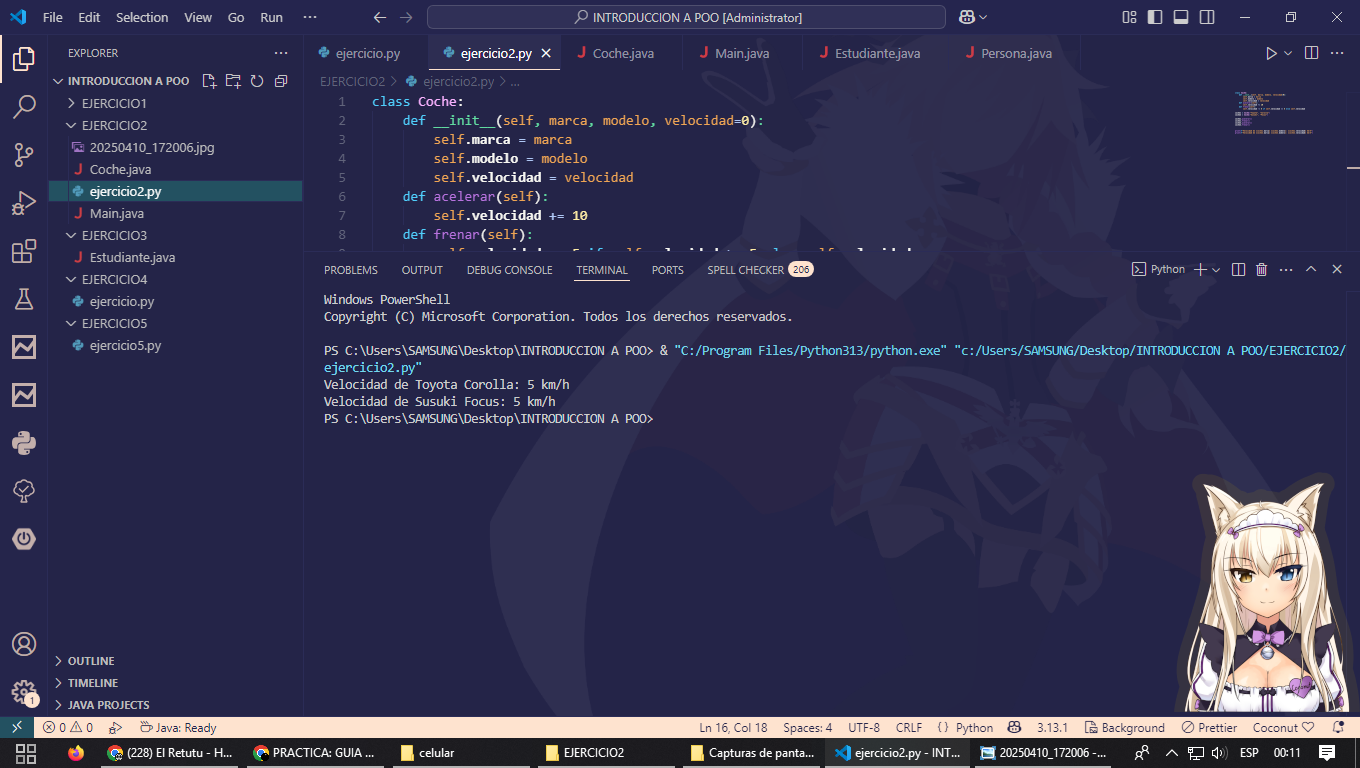 File Edit Selection View Go Run ···
INTRODUCCION A POO [Administrator]
EXPLORER
INTRODUCCION A POO
EJERCICIO1
EJERCICIO2
20250410_172006.jpg
Coche.java
ejercicio2.py
Main.java
EJERCICIO3
Estudiante.java
EJERCICIO4
ejercicio.py
EJERCICIO5
ejercicio5.py
OUTLINE
TIMELINE
JAVA PROJECTS
1
ejercicio.py ejercicio2.py Coche.java Main.java Estudiante.java Persona.java
EJERCICIO2 > ejercicio2.py > ...
1 class Coche:
2 def __init__(self, marca, modelo, velocidad=0):
3 self.marca = marca
4 self.modelo = modelo
5 self.velocidad = velocidad
6 def acelerar(self):
7 self.velocidad += 10
8 def frenar(self):
PROBLEMS OUTPUT DEBUG CONSOLE TERMINAL PORTS SPELL CHECKER 206 Python
Windows PowerShell
Copyright (C) Microsoft Corporation. Todos los derechos reservados.
PS C:\Users\SAMSUNG\Desktop\INTRODUCCION A POO> & "C:/Program Files/Python313/python.exe" "c:/Users/SAMSUNG/Desktop/INTRODUCCION A POO/EJERCICIO2/
ejercicio2.py"
Velocidad de Toyota Corolla: 5 km/h
Velocidad de Susuki Focus: 5 km/h
PS C:\Users\SAMSUNG\Desktop\INTRODUCCION A POO>
0 0 Java: Ready Ln 16, Col 18 Spaces: 4 UTF-8 CRLF {} Python 3.13.1 Background Prettier Coconut
(228) El Retutu - H... PRACTICA: GUIA ... celular EJERCICIO2 Capturas de panta... ejercicio2.py - INT... 20250410_172006 -... ESP 00:11